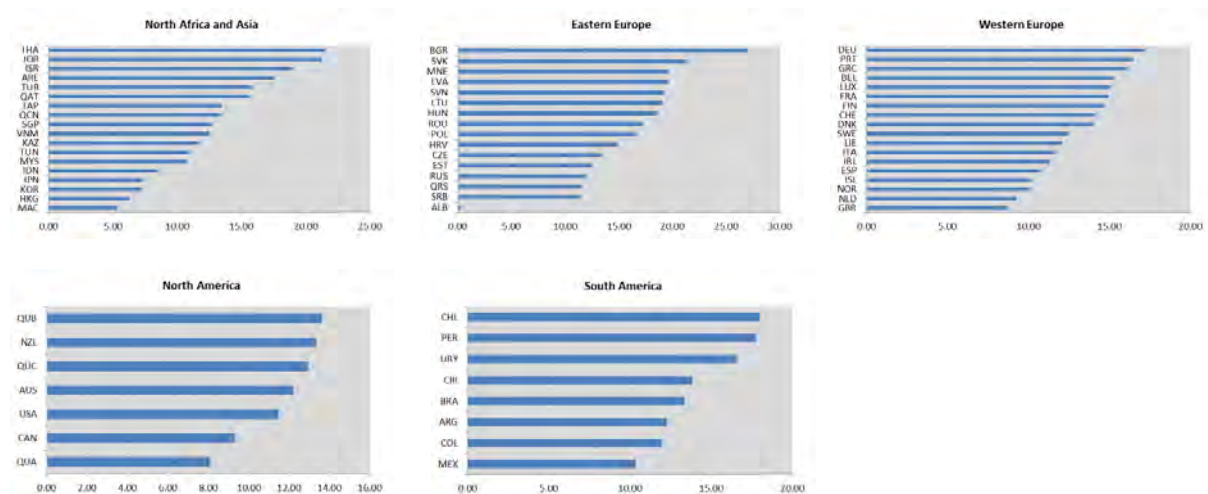 North Africa and Asia
THA
JOR
ISR
ARE
TUR
QAT
TAP
QCN
SGP
VNM
KAZ
TUN
MYS
IDN
JPN
KOR
HKG
MAC
0.00 5.00 10.00 15.00 20.00 25.00
Eastern Europe
BGR
SVK
MNE
LVA
SVN
LTU
HUN
ROU
POL
HRV
CZE
EST
RUS
QRS
SRB
ALB
0.00 5.00 10.00 15.00 20.00 25.00 30.00
Western Europe
DEU
PRT
GRC
BEL
LUX
FRA
FIN
CHE
DNK
SWE
LIE
ITA
IRL
ESP
ISL
NOR
NLD
GBR
0.00 5.00 10.00 15.00 20.00
North America
QUB
NZL
QUC
AUS
USA
CAN
QUA
0.00 2.00 4.00 6.00 8.00 10.00 12.00 14.00 16.00
South America
CHL
PER
URY
CRI
BRA
ARG
COL
MEX
0.00 5.00 10.00 15.00 20.00